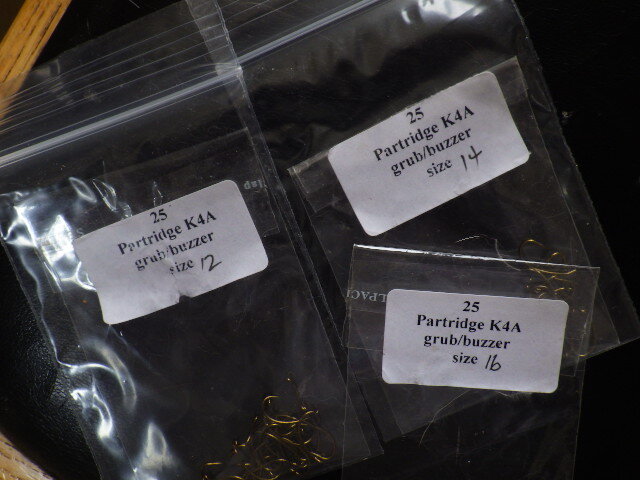 25
Partridge K4A
grub/buzzer
size 12
25
Partridge K4A
grub/buzzer
size 14
25
Partridge K4A
grub/buzzer
size 16